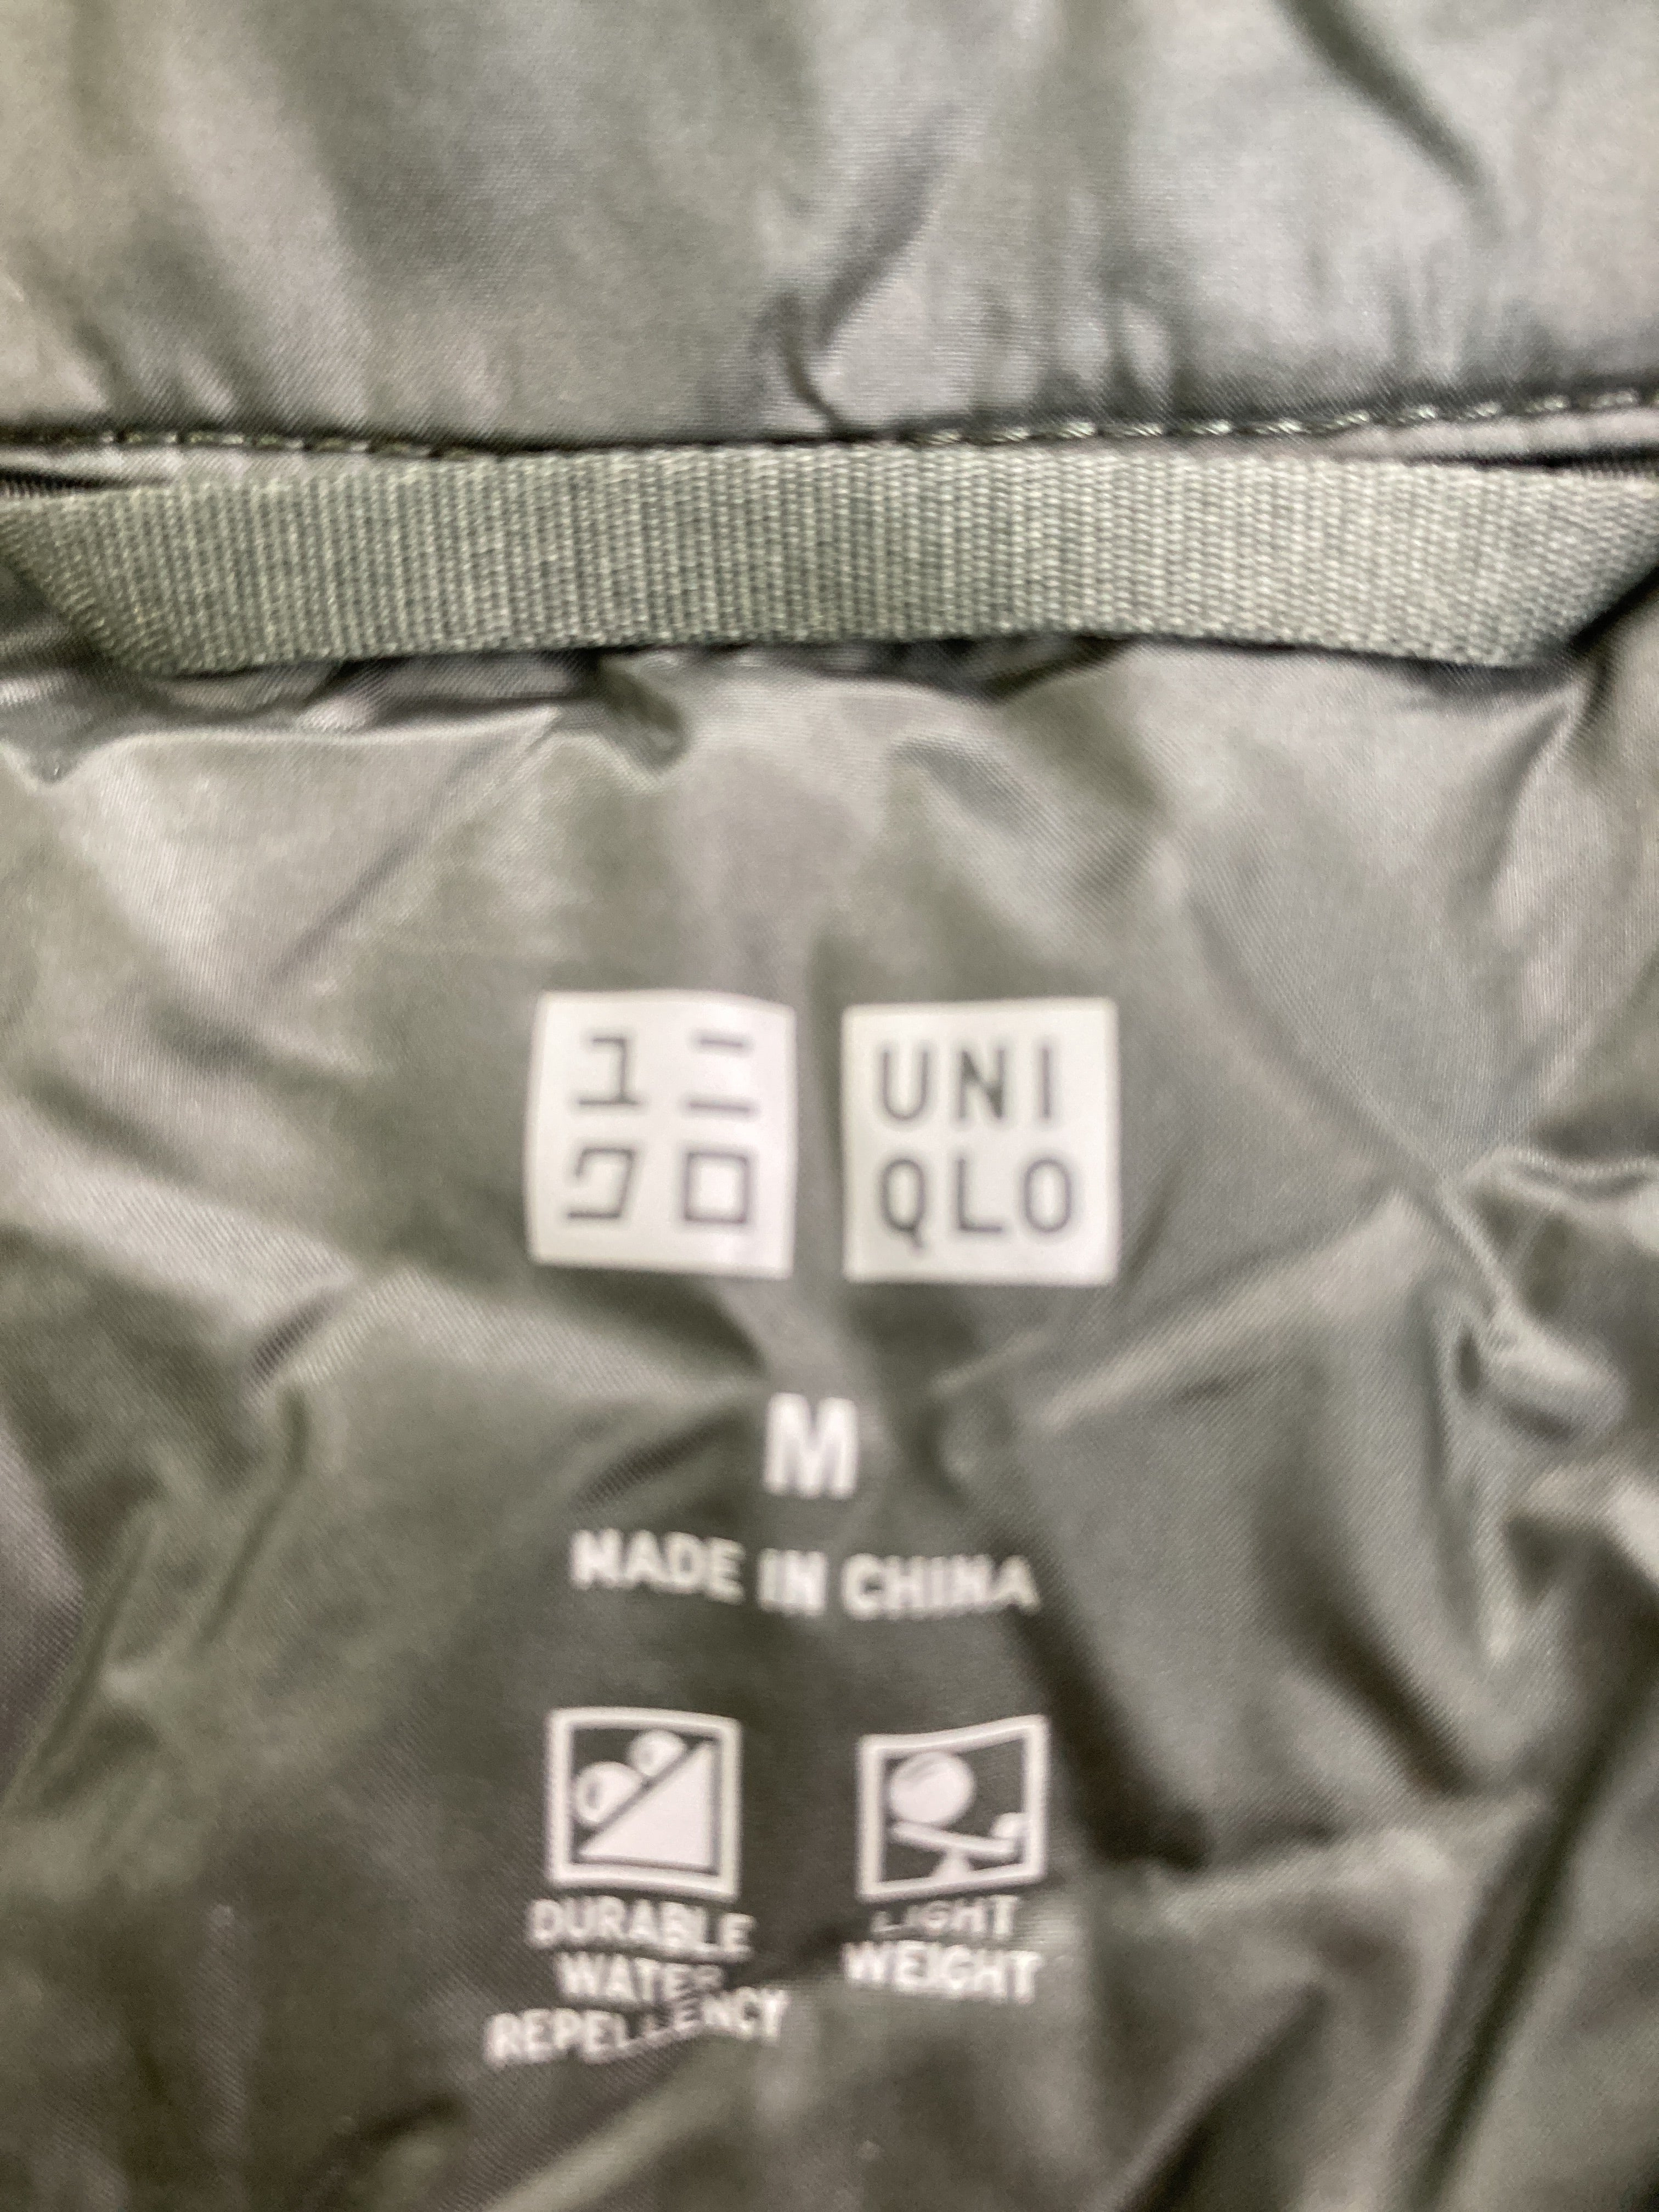 ユニ
クロ
UNI
QLO
M
MADE IN CHINA
DURABLE
WATER
REPELLENCY
LIGHT
WEIGHT